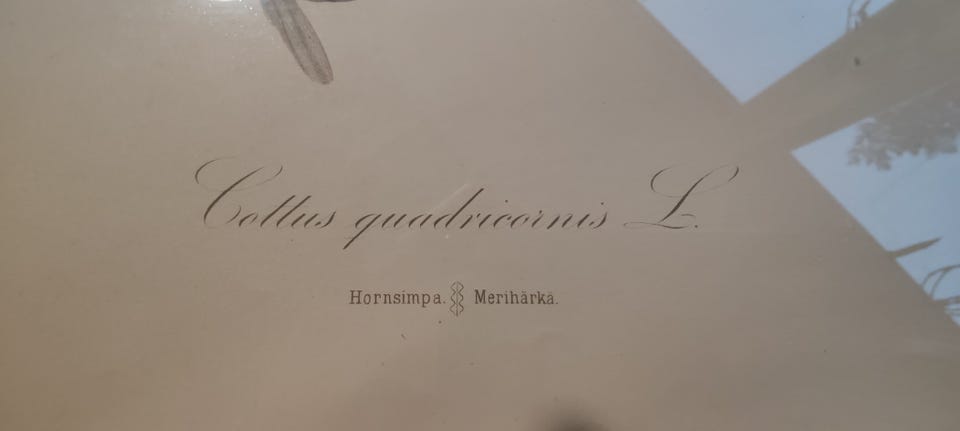 Cottus quadricornis L.
Hornsimpa. Merihärkä.